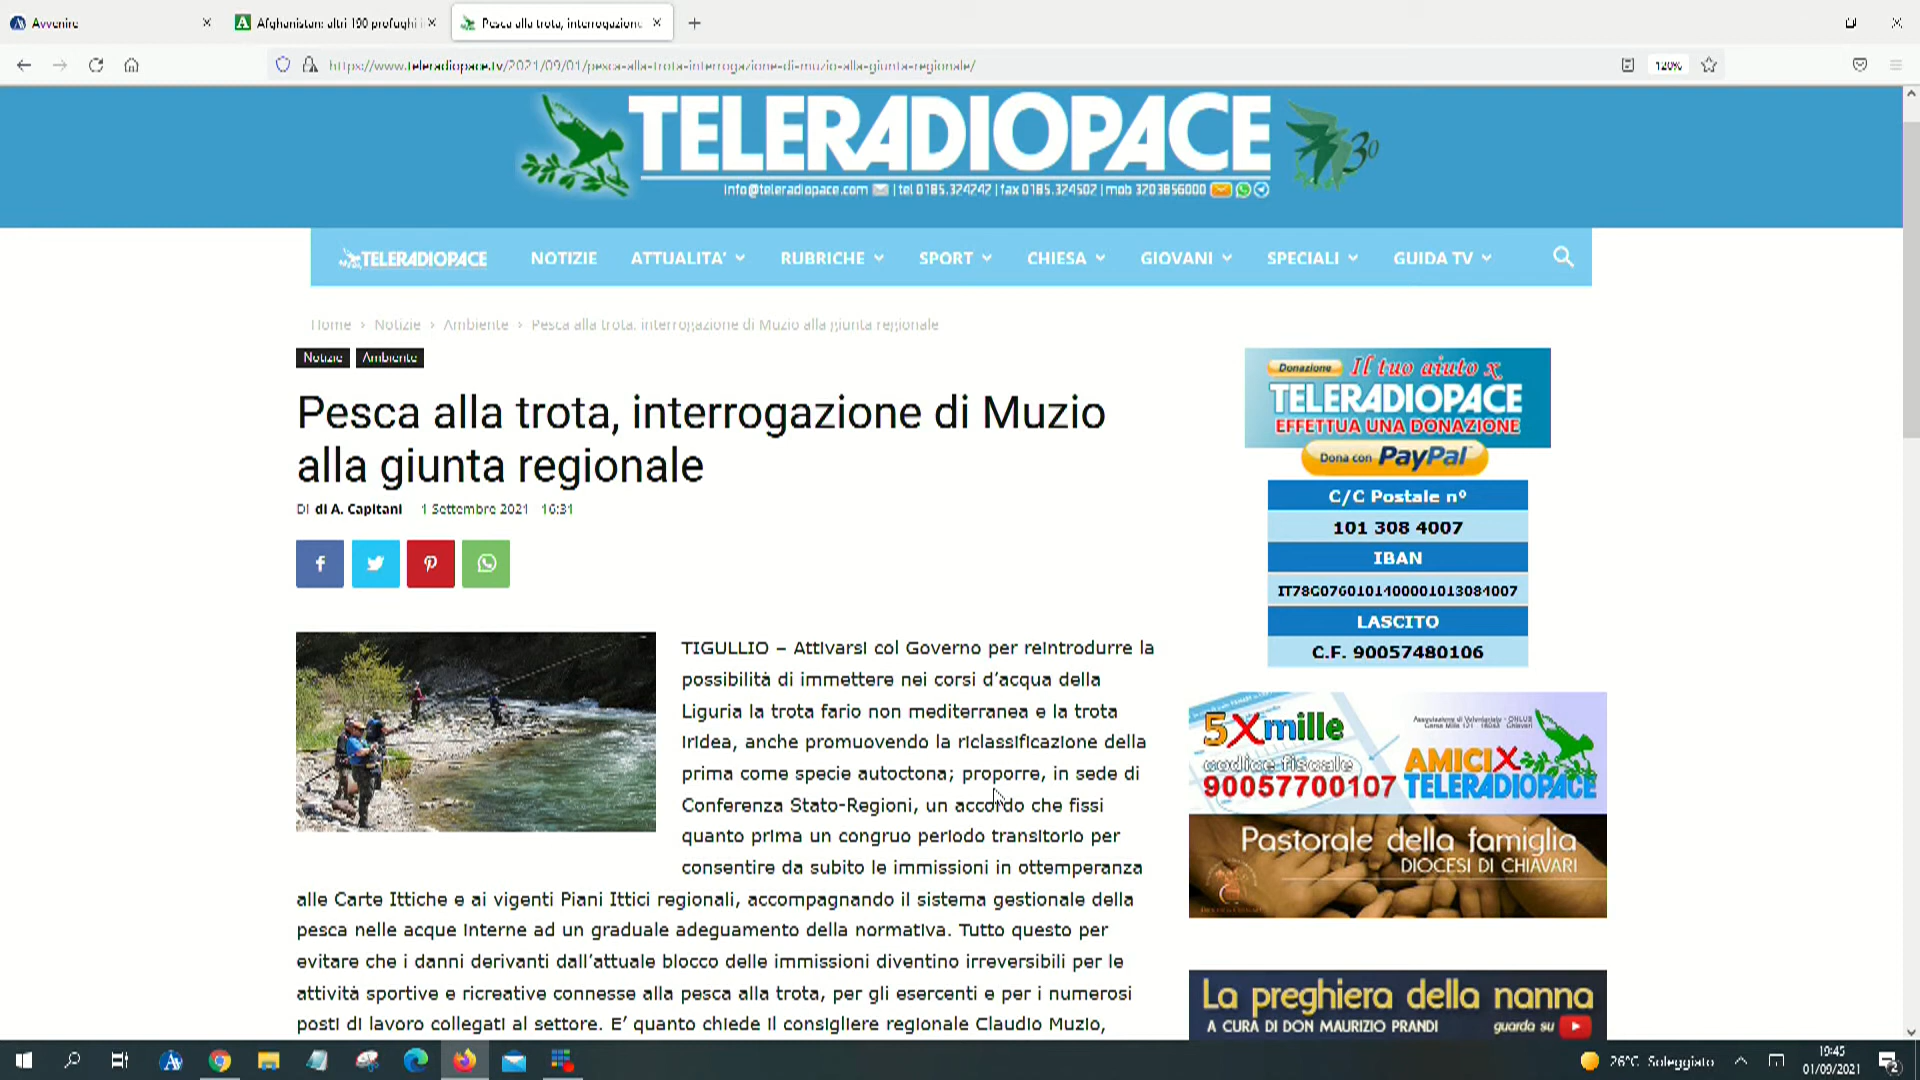 Avvenire
Afghanistan: altri 190 profughi i
Pesca alla trota, interrogazione
https://www.teleradiopace.tv/2021/09/01/pesca-alla-trota-interrogazione-di-muzio-alla-giunta-regionale/
120%
TELERADIOPACE
30
info@teleradiopace.com | tel 0185.324242 | fax 0185.324502 | mob 3703856000
TELERADIOPACE
NOTIZIE
ATTUALITA'
RUBRICHE
SPORT
CHIESA
GIOVANI
SPECIALI
GUIDA TV
Home > Notizie > Ambiente > Pesca alla trota, interrogazione di Muzio alla giunta regionale
Notizie
Ambiente
Pesca alla trota, interrogazione di Muzio
alla giunta regionale
Di di A. Capitani 1 Settembre 2021 16:31
TIGULLIO – Attivarsi col Governo per reintrodurre la
possibilità di immettere nei corsi d'acqua della
Liguria la trota fario non mediterranea e la trota
iridea, anche promuovendo la riclassificazione della
prima come specie autoctona; proporre, in sede di
Conferenza Stato-Regioni, un accordo che fissi
quanto prima un congruo periodo transitorio per
consentire da subito le immissioni in ottemperanza
alle Carte Ittiche e ai vigenti Piani Ittici regionali, accompagnando il sistema gestionale della
pesca nelle acque interne ad un graduale adeguamento della normativa. Tutto questo per
evitare che i danni derivanti dall'attuale blocco delle immissioni diventino irreversibili per le
attività sportive e ricreative connesse alla pesca alla trota, per gli esercenti e per i numerosi
posti di lavoro collegati al settore. E' quanto chiede il consigliere regionale Claudio Muzio,
Donazione Il tuo aiuto x
TELERADIOPACE
EFFETTUA UNA DONAZIONE
Dona con PayPal
C/C Postale n°
101 308 4007
IBAN
IT78G0760101400001013084007
LASCITO
C.F. 90057480106
5Xmille
codice fiscale
90057700107
Associazione di Volontariato - ONLUS
AMICI X
TELERADIOPACE
Pastorale della famiglia
DIOCESI DI CHIAVARI
La preghiera della nanna
A CURA DI DON MAURIZIO PRANDI
guarda su
26°C Soleggiato
19:45
01/09/2021
2